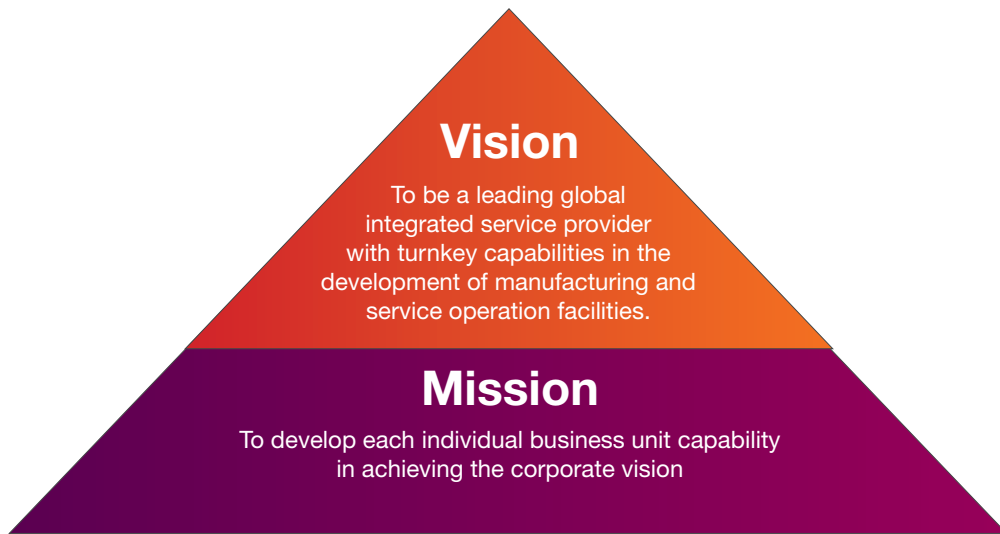 Vision
To be a leading global
integrated service provider
with turnkey capabilities in the
development of manufacturing and
service operation facilities.
Mission
To develop each individual business unit capability
in achieving the corporate vision